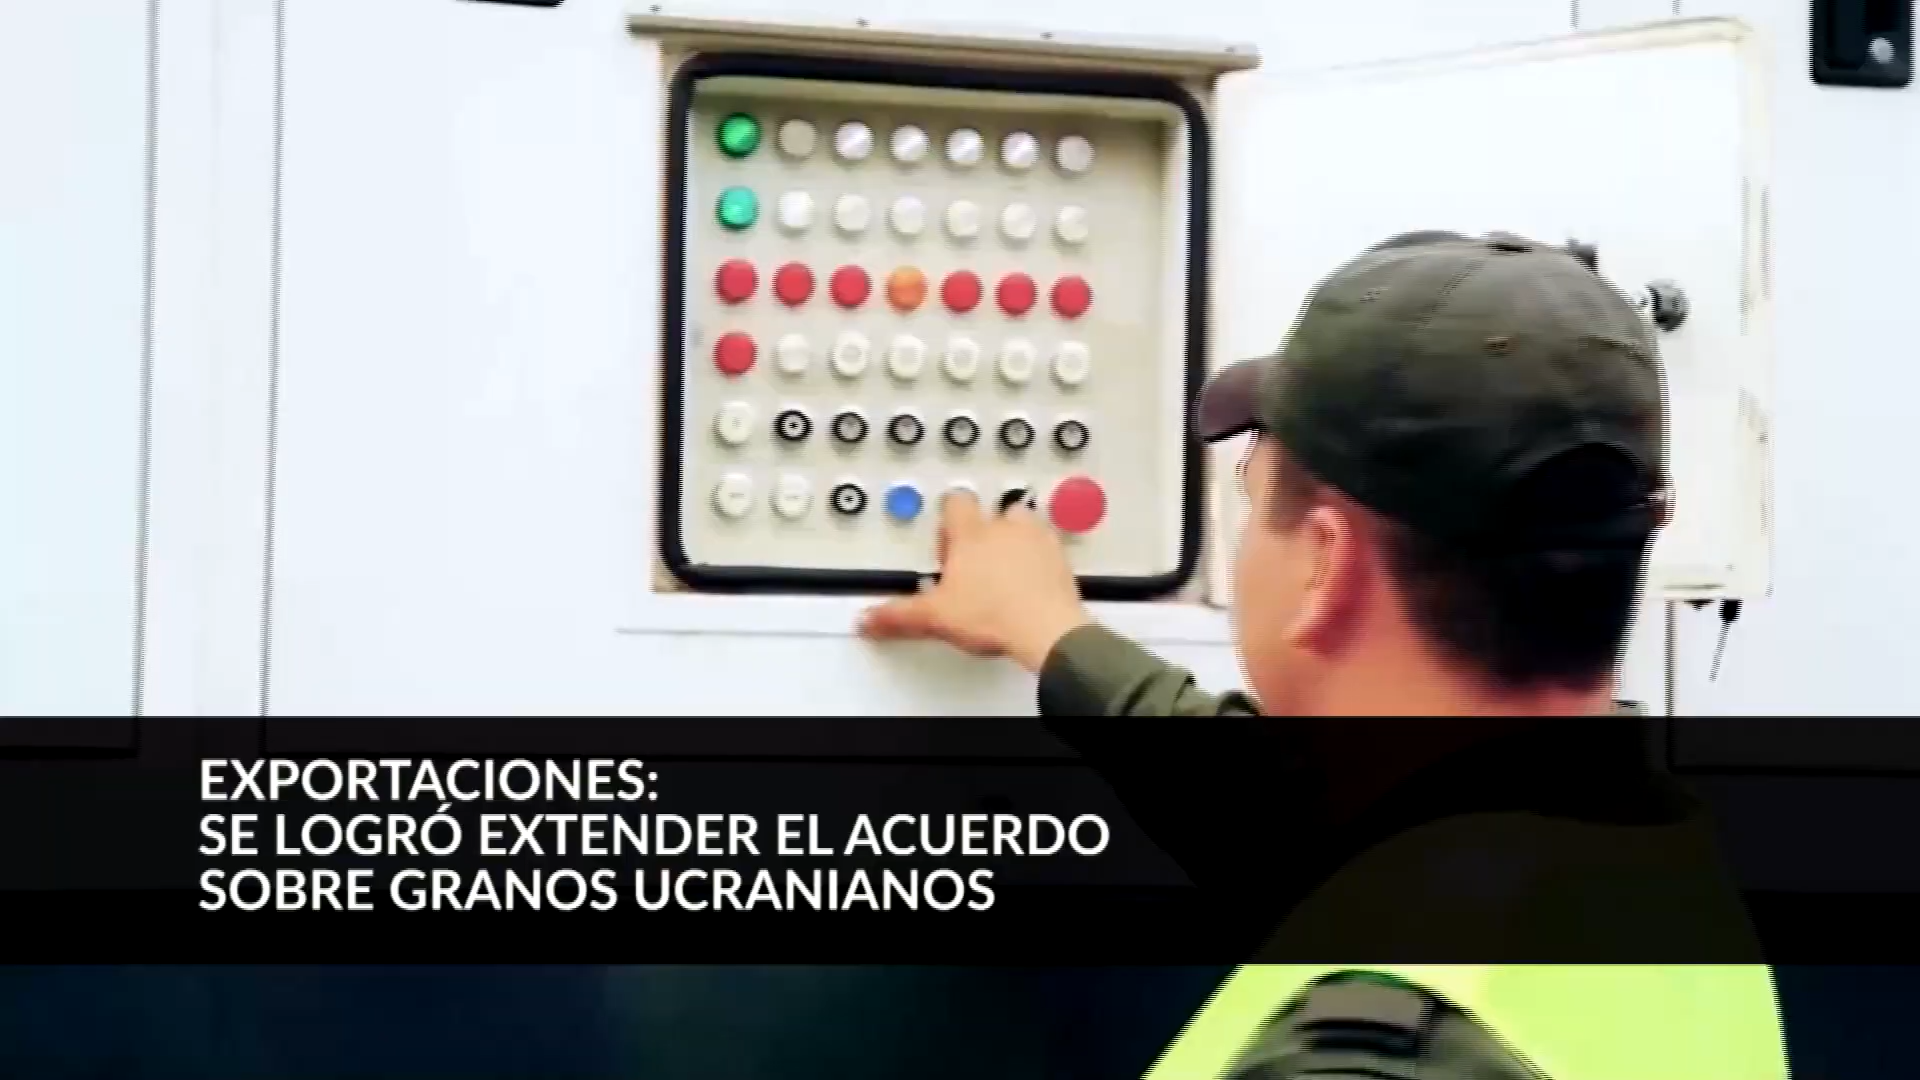 EXPORTACIONES:
SE LOGRÓ EXTENDER EL ACUERDO
SOBRE GRANOS UCRANIANOS